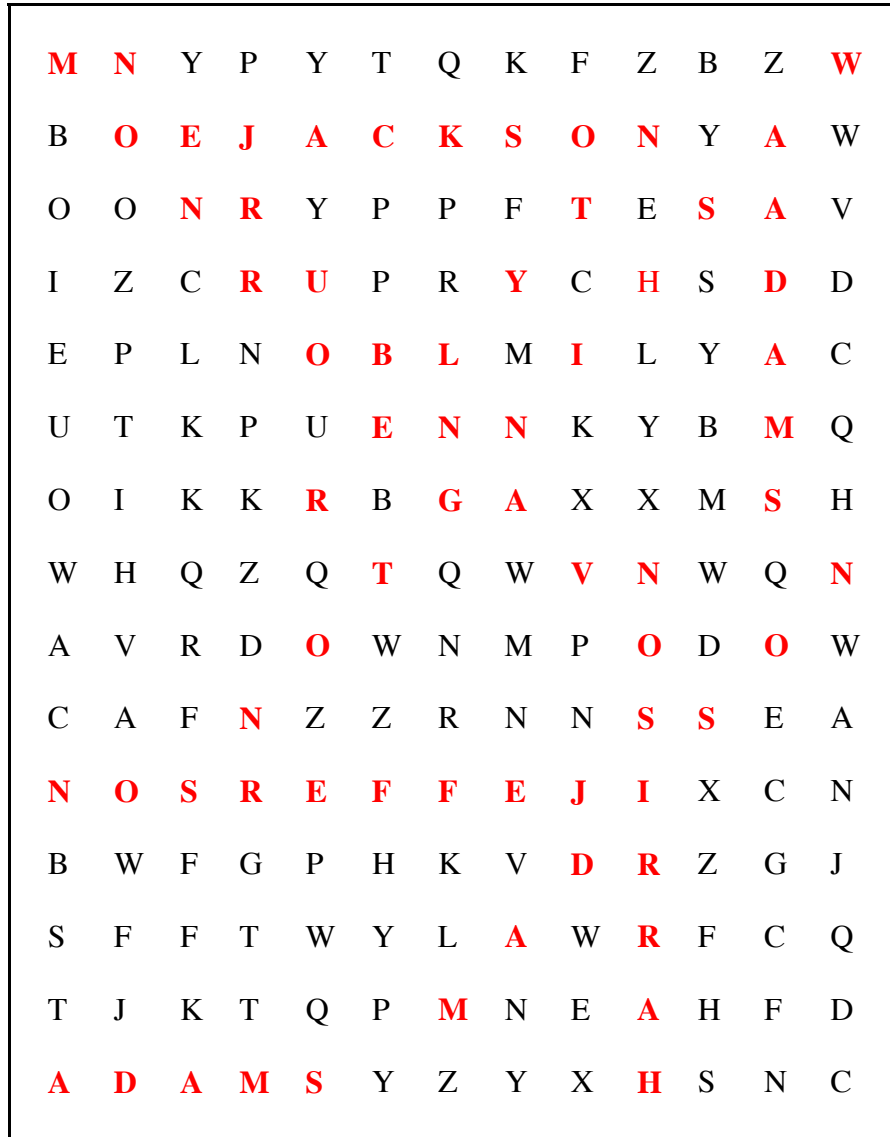 M N Y P Y T Q K F Z B Z W
B O E J A C K S O N Y A W
O O N R Y P P F T E S A V
I Z C R U P R Y C H S D D
E P L N O B L M I L Y A C
U T K P U E N N K Y B M Q
O I K K R B G A X X M S H
W H Q Z Q T Q W V N W Q N
A V R D O W N M P O D O W
C A F N Z Z R N N S S E A
N O S R E F F E J I X C N
B W F G P H K V D R Z G J
S F F T W Y L A W R F C Q
T J K T Q P M N E A H F D
A D A M S Y Z Y X H S N C